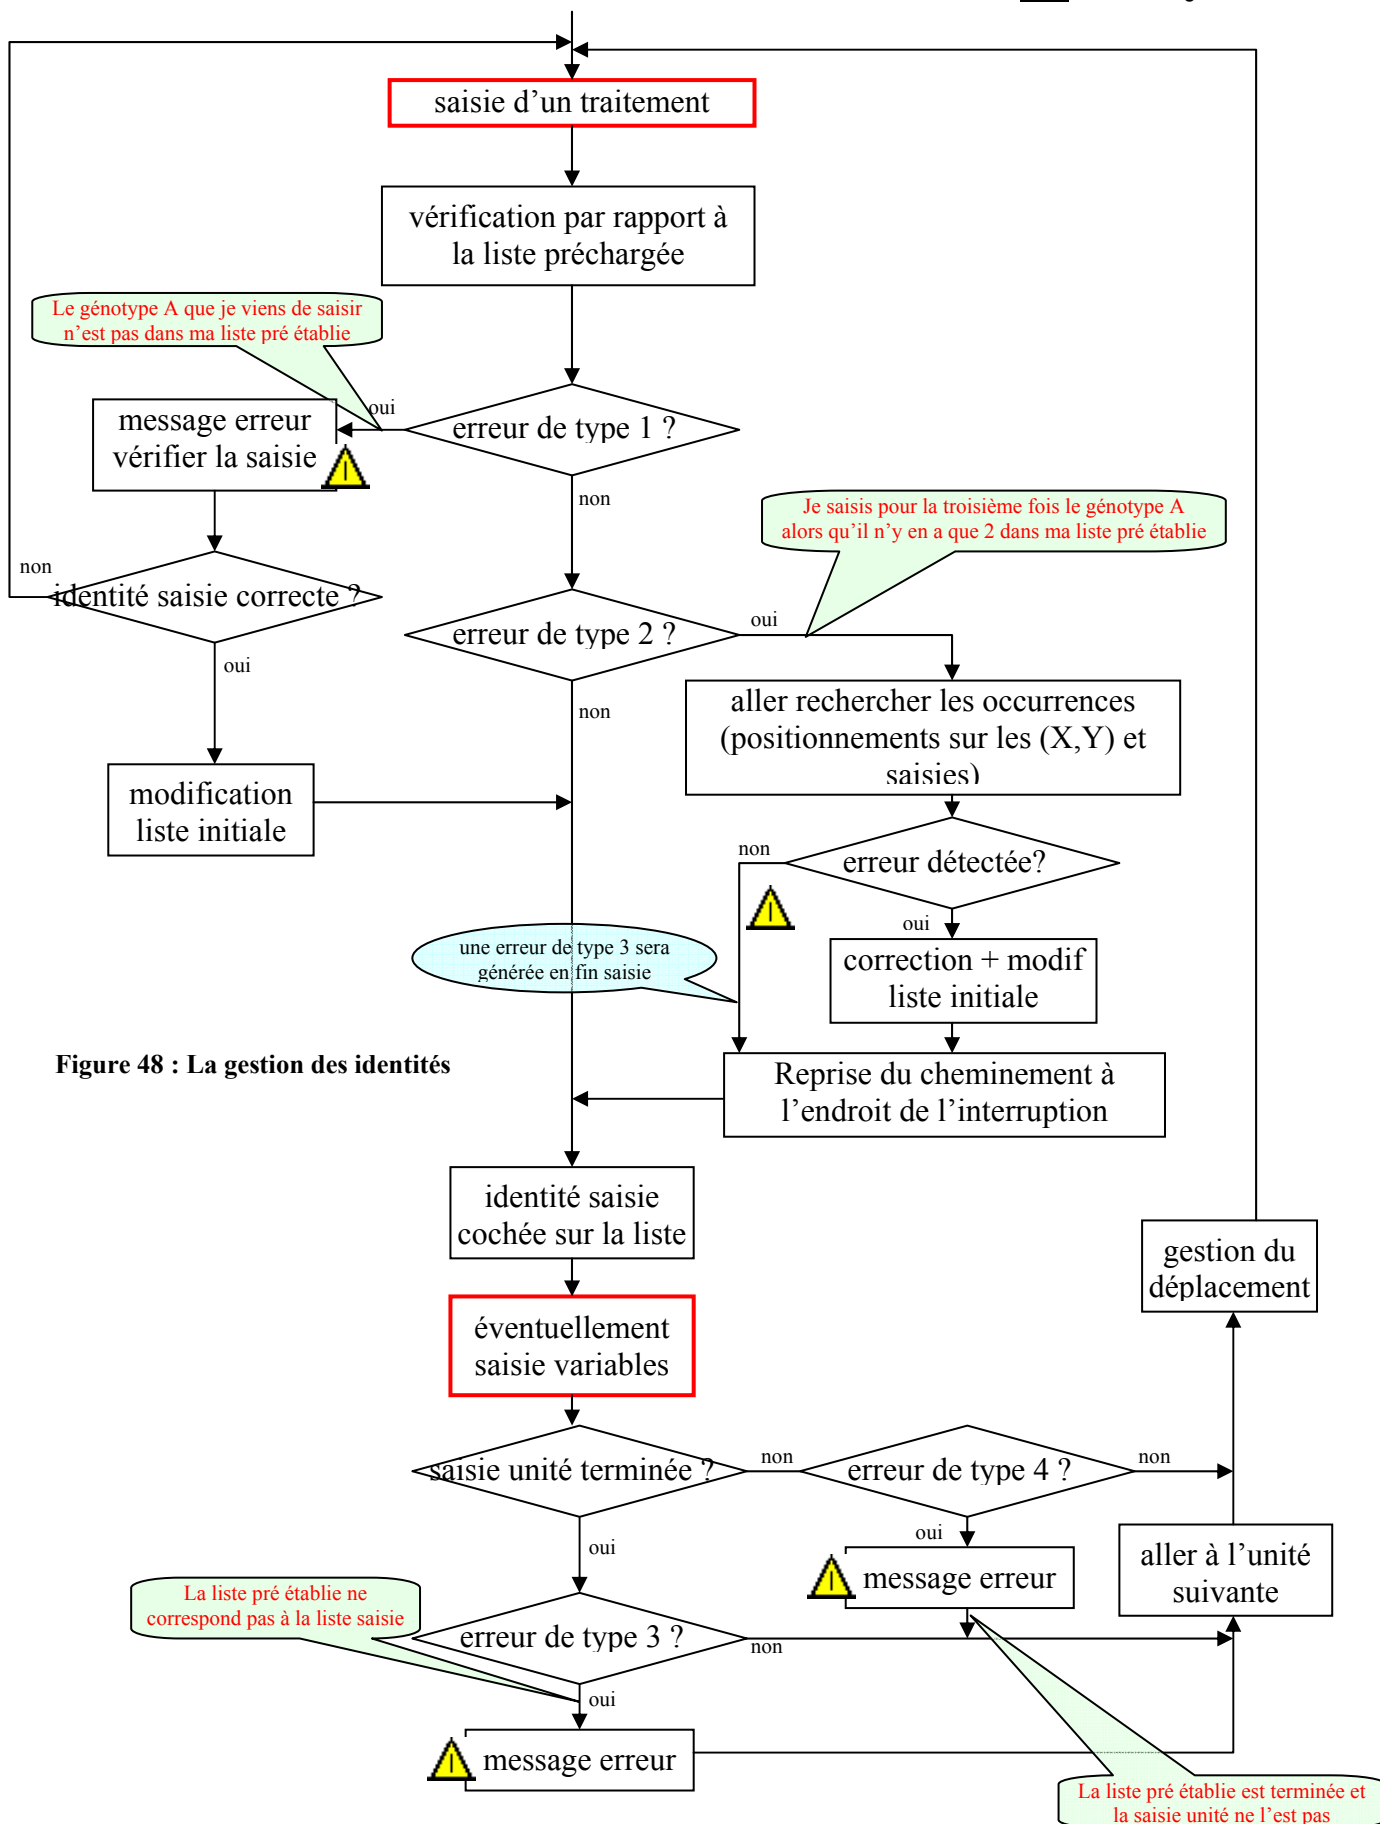 saisie d'un traitement
vérification par rapport à
la liste préchargée
Le génotype A que je viens de saisir
n'est pas dans ma liste pré établie
oui
message erreur
vérifier la saisie
erreur de type 1 ?
non
Je saisis pour la troisième fois le génotype A
alors qu'il n'y en a que 2 dans ma liste pré établie
non
identité saisie correcte ?
oui
erreur de type 2 ?
oui
non
aller rechercher les occurrences
(positionnements sur les (X,Y) et
saisies)
modification
liste initiale
non
erreur détectée?
oui
une erreur de type 3 sera
générée en fin saisie
correction + modif
liste initiale
Figure 48 : La gestion des identités
Reprise du cheminement à
l'endroit de l'interruption
identité saisie
cochée sur la liste
gestion du
déplacement
éventuellement
saisie variables
saisie unité terminée ?
non
erreur de type 4 ?
non
oui
oui
message erreur
aller à l'unité
suivante
La liste pré établie ne
correspond pas à la liste saisie
erreur de type 3 ?
non
oui
message erreur
La liste pré établie est terminée et
la saisie unité ne l'est pas